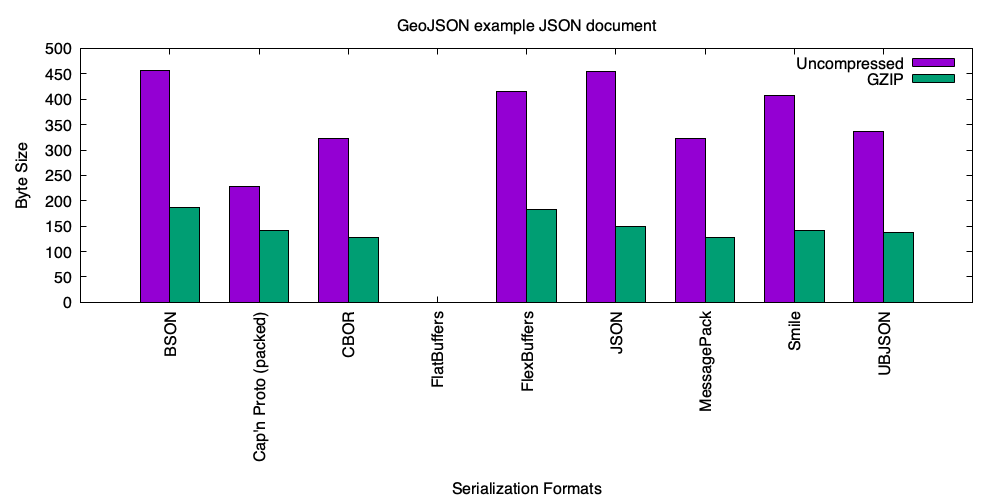 GeoJSON example JSON document
Uncompressed
GZIP
Byte Size
500
450
400
350
300
250
200
150
100
50
0
BSON
Cap'n Proto (packed)
CBOR
FlatBuffers
FlexBuffers
JSON
MessagePack
Smile
UBJSON
Serialization Formats